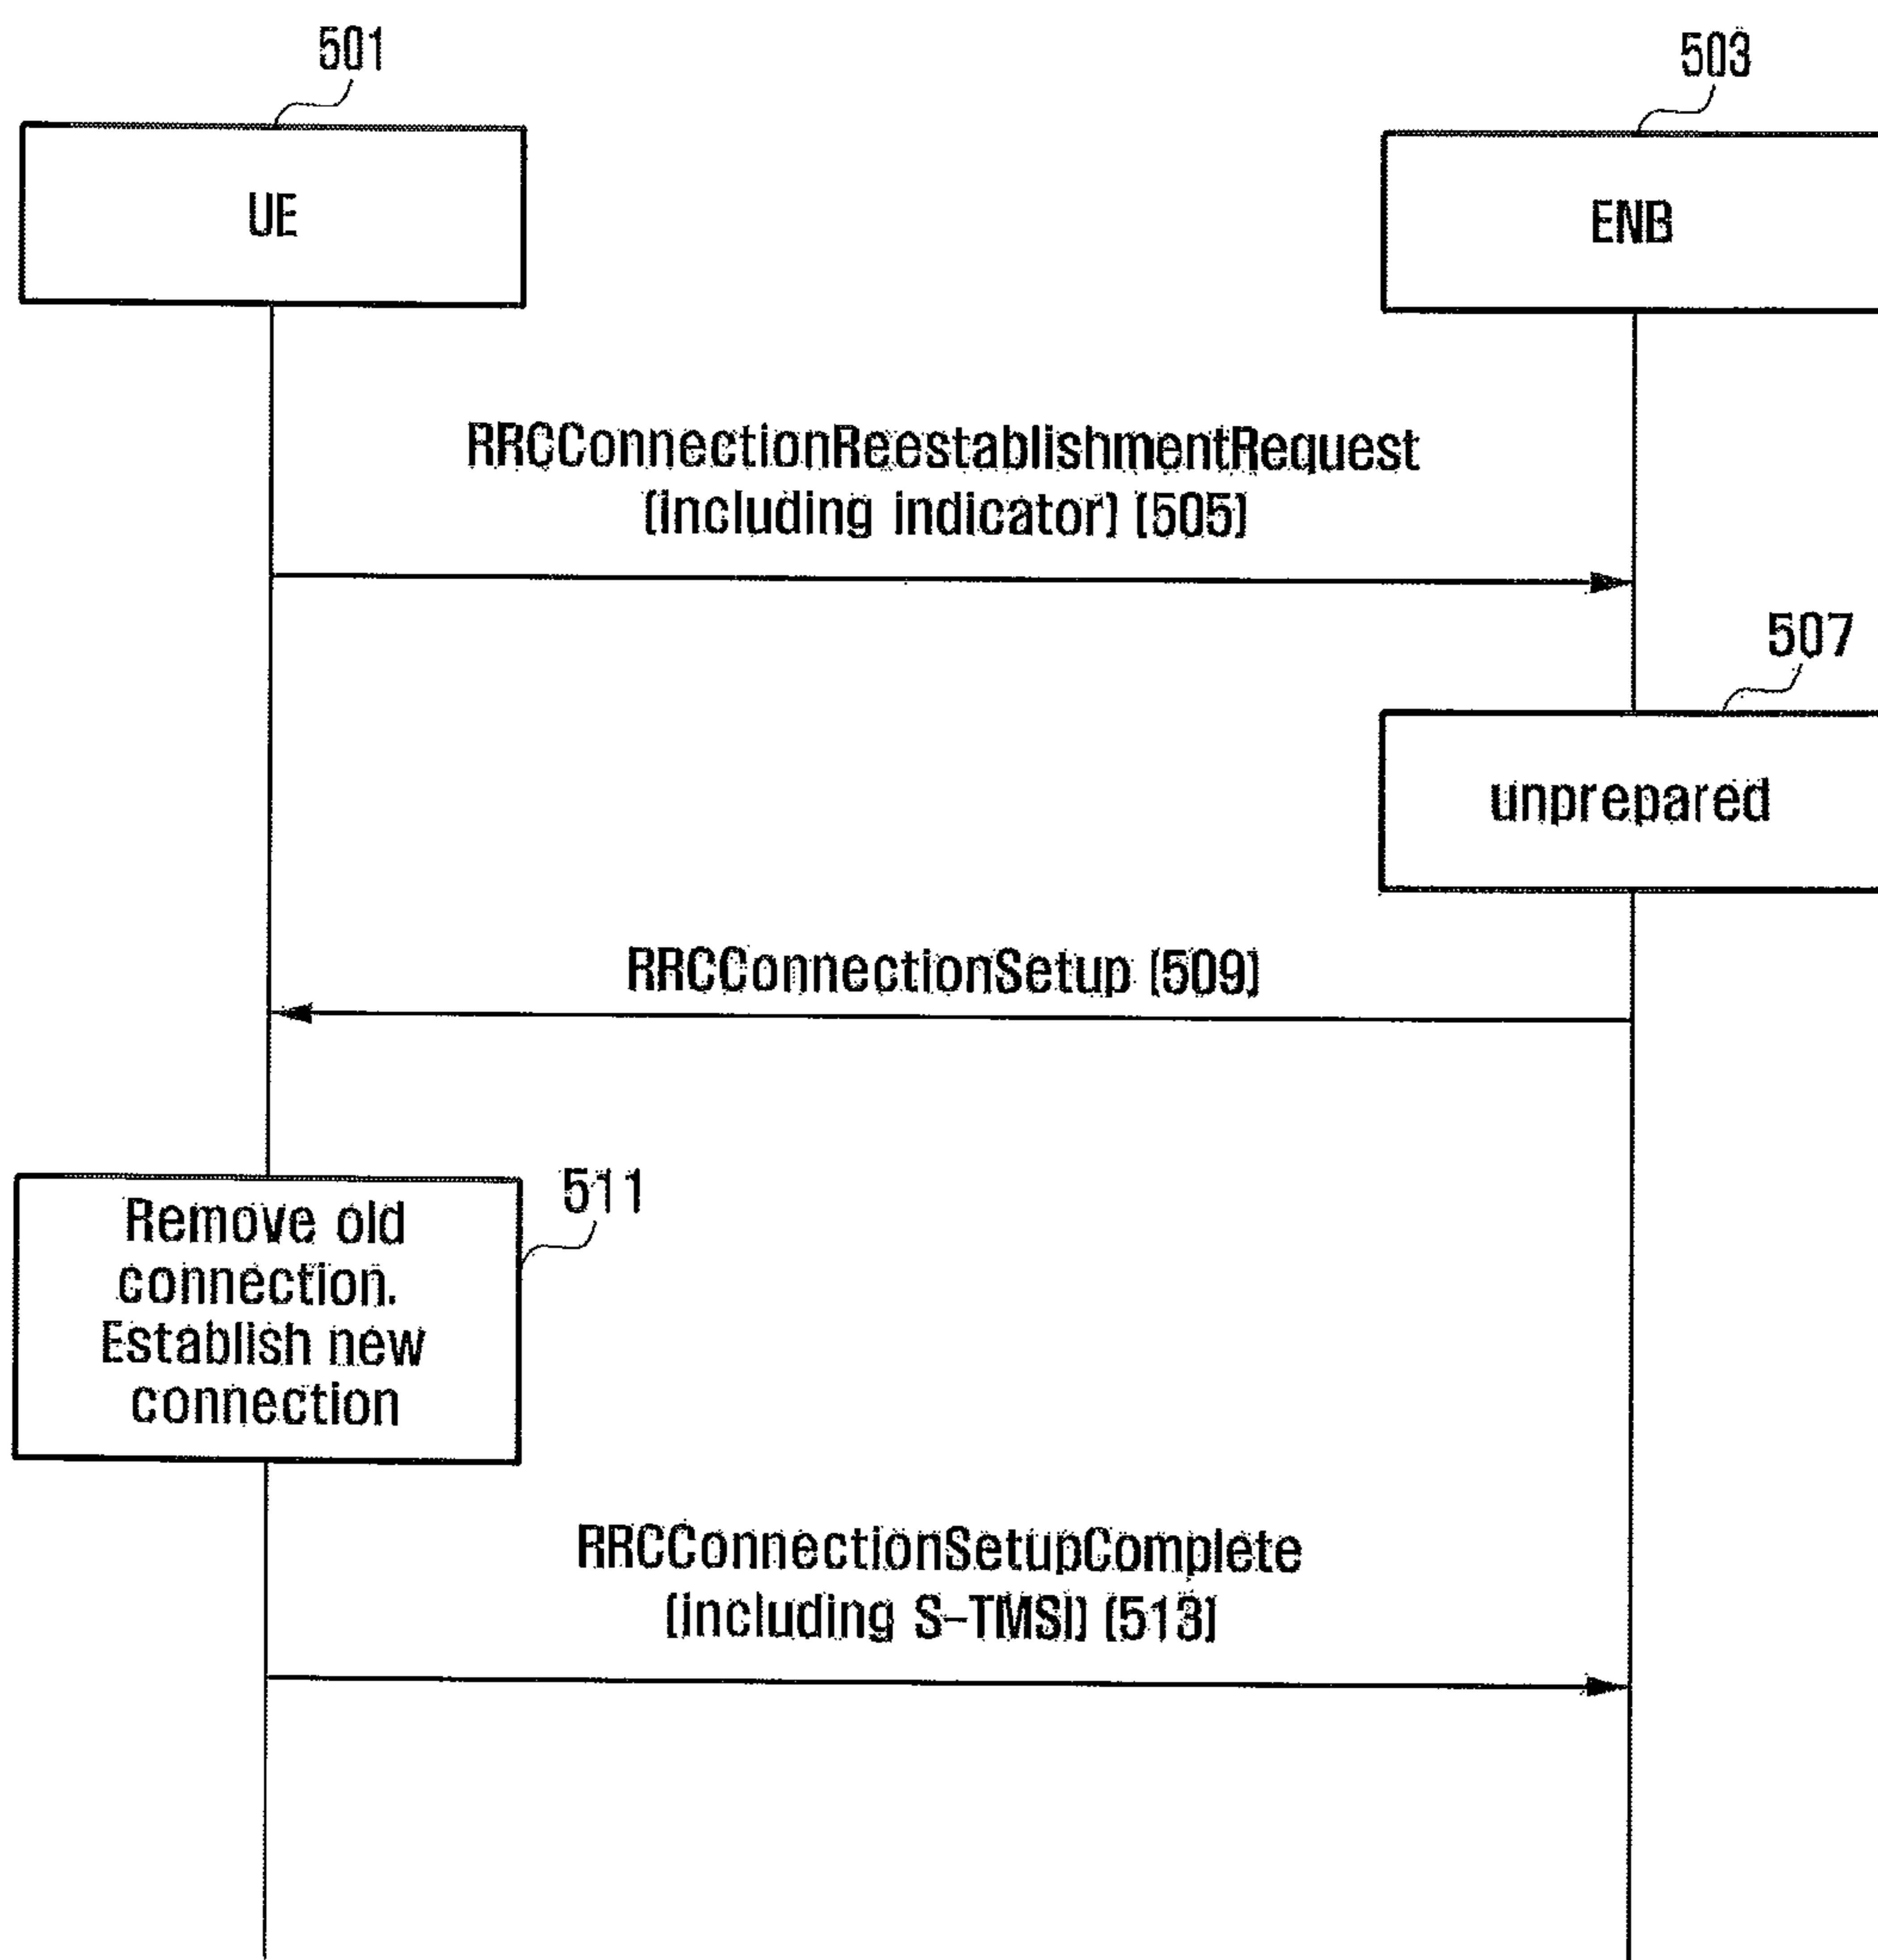 501
503
UE
ENB
RRCConnectionReestablishmentRequest
(including indicator) (505)
507
unprepared
RRCConnectionSetup (509)
511
Remove old
connection.
Establish new
connection
RRCConnectionSetupComplete
(including S-TMSI) (513)